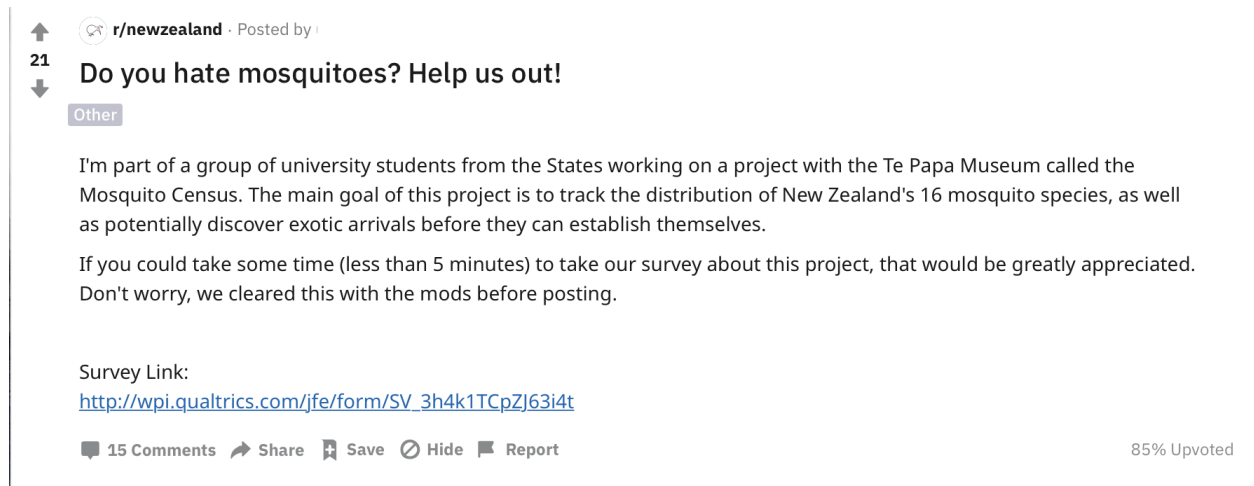 r/newzealand · Posted by
21
Do you hate mosquitoes? Help us out!
Other
I'm part of a group of university students from the States working on a project with the Te Papa Museum called the
Mosquito Census. The main goal of this project is to track the distribution of New Zealand's 16 mosquito species, as well
as potentially discover exotic arrivals before they can establish themselves.
If you could take some time (less than 5 minutes) to take our survey about this project, that would be greatly appreciated.
Don't worry, we cleared this with the mods before posting.
Survey Link:
http://wpi.qualtrics.com/jfe/form/SV_3h4k1TCpZJ63i4t
15 Comments Share Save Hide Report 85% Upvoted